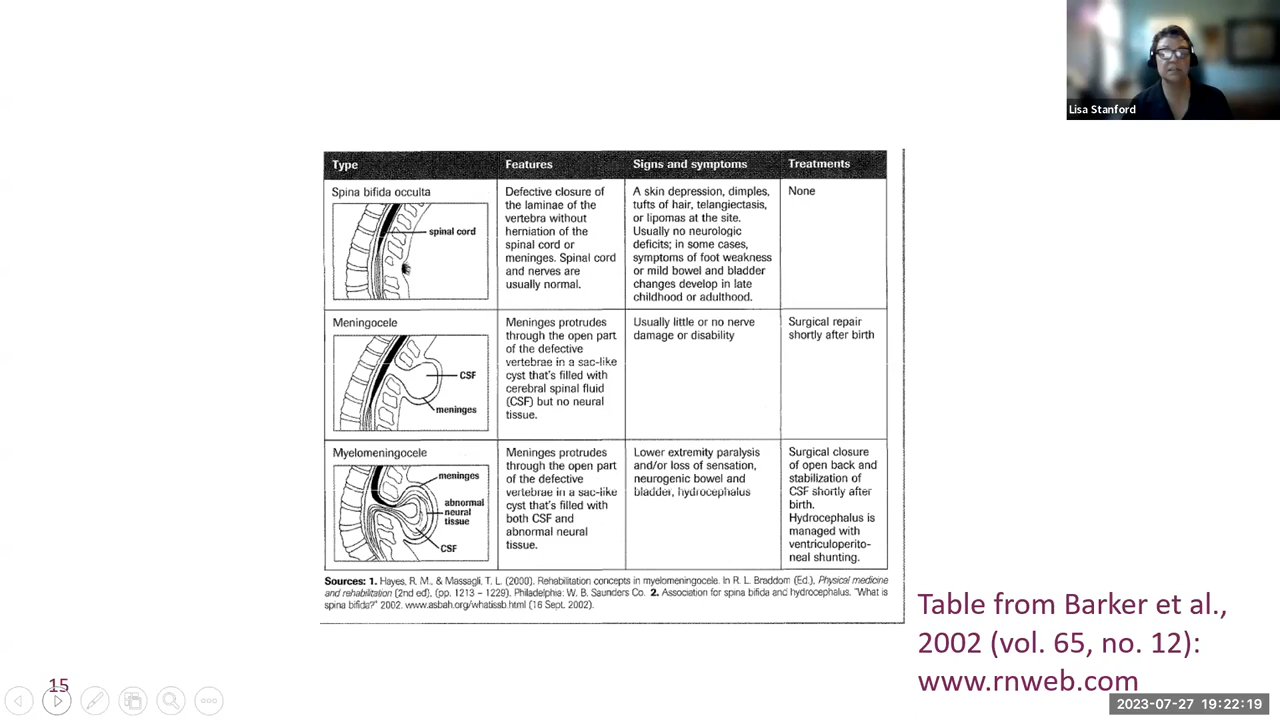 Lisa Stanford
Type
Features
Signs and symptoms
Treatments
Spina bifida occulta
spinal cord
Defective closure of
the laminae of the
vertebra without
herniation of the
spinal cord or
meninges. Spinal cord
and nerves are
usually normal.
A skin depression, dimples,
tufts of hair, telangiectasis,
or lipomas at the site.
Usually no neurologic
deficits; in some cases,
symptoms of foot weakness
or mild bowel and bladder
changes develop in late
childhood or adulthood.
None
Meningocele
CSF
meninges
Meninges protrudes
through the open part
of the defective
vertebrae in a sac-like
cyst that's filled with
cerebral spinal fluid
(CSF) but no neural
tissue.
Usually little or no nerve
damage or disability
Surgical repair
shortly after birth
Myelomeningocele
meninges
abnormal
neural
tissue
CSF
Meninges protrudes
through the open part
of the defective
vertebrae in a sac-like
cyst that's filled with
both CSF and
abnormal neural
tissue.
Lower extremity paralysis
and/or loss of sensation,
neurogenic bowel and
bladder, hydrocephalus
Surgical closure
of open back and
stabilization of
CSF shortly after
birth.
Hydrocephalus is
managed with
ventriculoperito-
neal shunting.
Sources: 1. Hayes, R. M., & Massagli, T. L. (2000). Rehabilitation concepts in myelomeningocele. In R. L. Braddom (Ed.), Physical medicine
and rehabilitation (2nd ed), (pp. 1213 – 1229). Philadelphia: W. B. Saunders Co. 2. Association for spina bifida and hydrocephalus. "What is
spina bifida?" 2002. www.asbah.org/whatissb.html (16 Sept. 2002).
Table from Barker et al.,
2002 (vol. 65, no. 12):
www.rnweb.com
15
2023-07-27 19:22:19